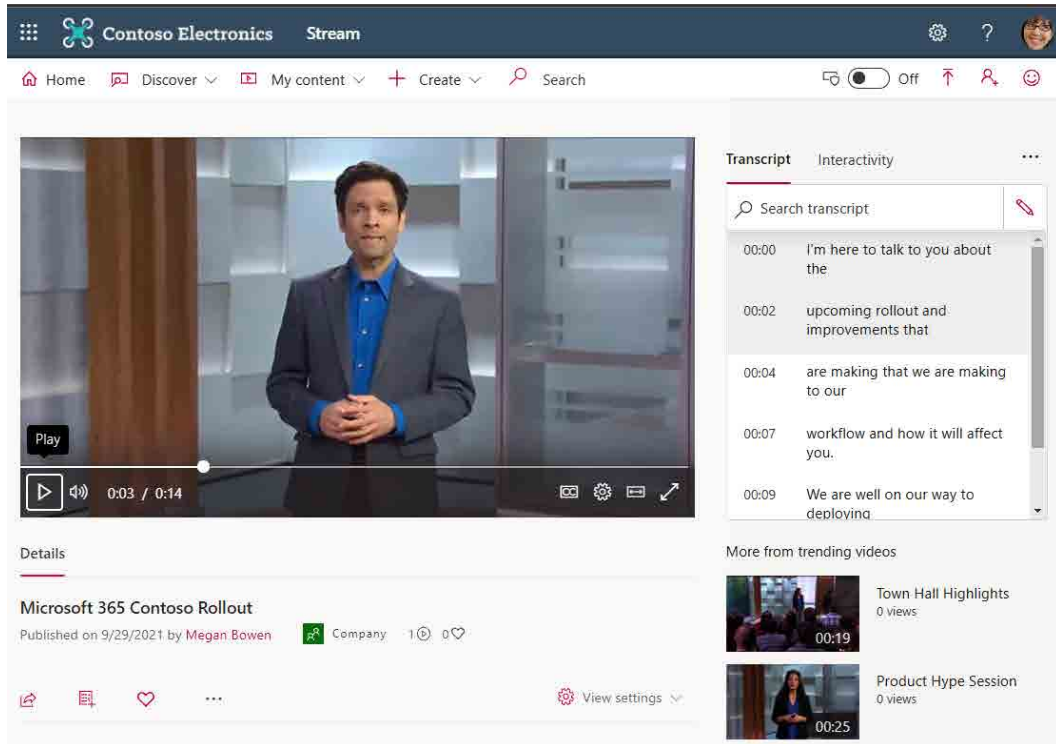 Contoso Electronics Stream
?
Home Discover My content Create Search Off
Transcript Interactivity
Search transcript
00:00 I'm here to talk to you about
the
00:02 upcoming rollout and
improvements that
00:04 are making that we are making
to our
00:07 workflow and how it will affect
you.
00:09 We are well on our way to
deploying
Play
0:03 / 0:14
CC
Details
Microsoft 365 Contoso Rollout
Published on 9/29/2021 by Megan Bowen Company 1 0
View settings
More from trending videos
Town Hall Highlights
0 views
00:19
Product Hype Session
0 views
00:25